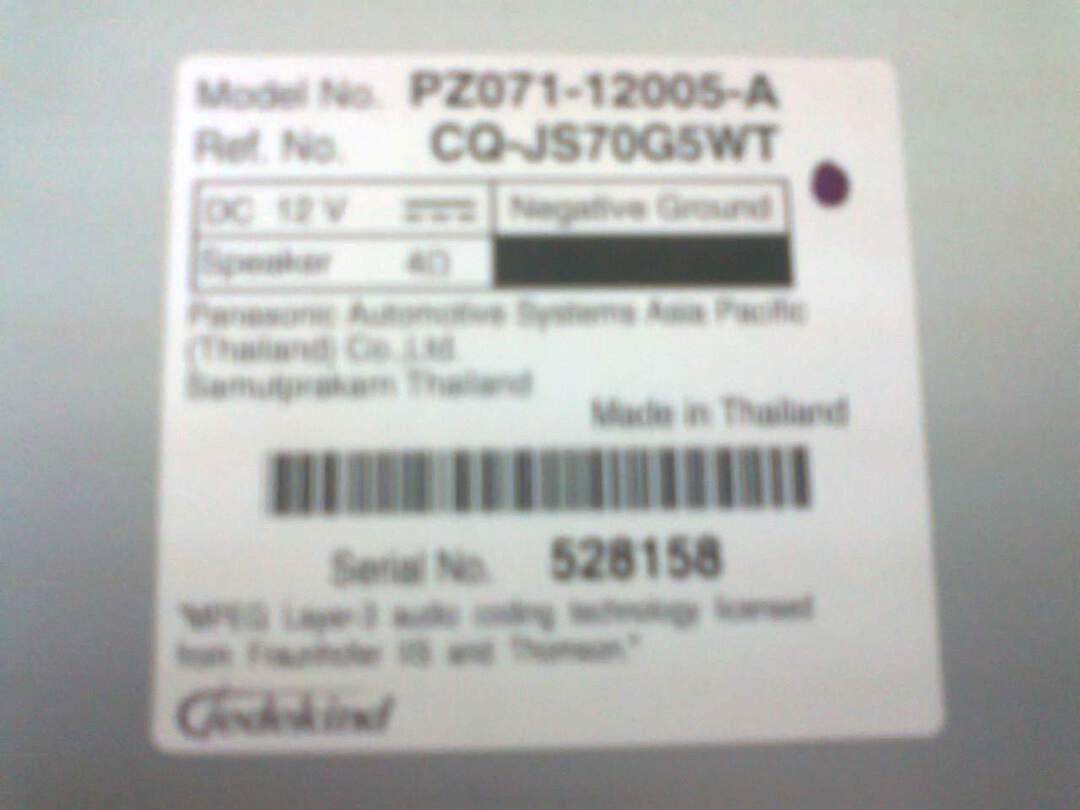 Model No. PZ071-12005-A
Ref. No. CQ-JS70G5WT
DC 12 V Negative Ground
Speaker 4Ω
Panasonic Automotive Systems Asia Pacific
(Thailand) Co.,Ltd.
Samutprakarn Thailand
Made in Thailand
Serial No. 528158
"MPEG Layer-3 audio coding technology licensed
from Fraunhofer IIS and Thomson."